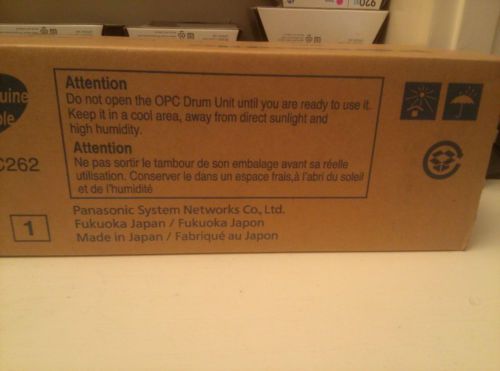 920
uine
Attention
Do not open the OPC Drum Unit until you are ready to use it.
Keep it in a cool area, away from direct sunlight and
high humidity.
Attention
Ne pas sortir le tambour de son embalage avant sa réelle
utilisation. Conserver le dans un espace frais,à l'abri du soleil
et de l'humidité
C262
1
Panasonic System Networks Co., Ltd.
Fukuoka Japan / Fukuoka Japon
Made in Japan / Fabriqué au Japon